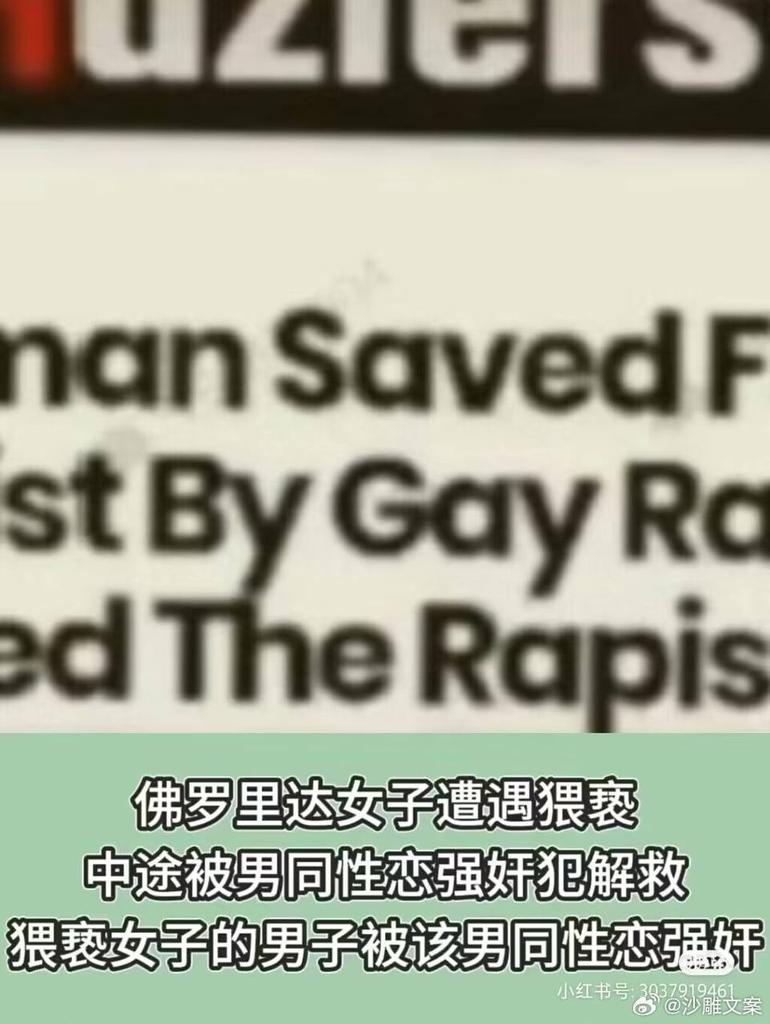 uzlers
man Saved F
ist By Gay Ra
ed The Rapis
佛罗里达女子遭遇猥亵
中途被男同性恋强奸犯解救
猥亵女子的男子被该男同性恋强奸
小红书号: 3037919461
@沙雕文案